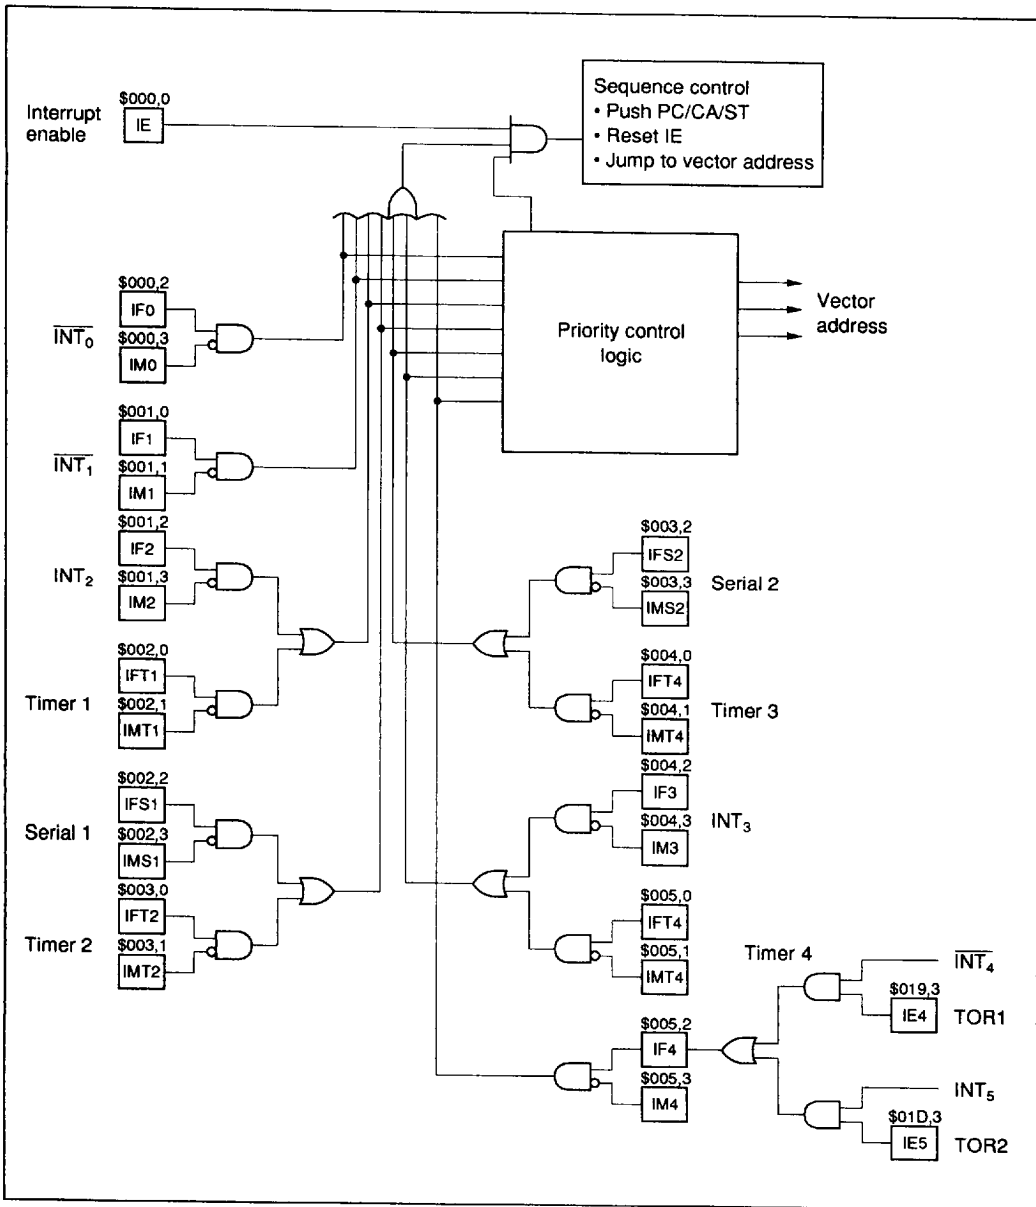 Interrupt
enable
$000,0
IE
Sequence control
• Push PC/CA/ST
• Reset IE
• Jump to vector address
Priority control
logic
Vector
address
INT0
$000,2
IF0
$000,3
IM0
INT1
$001,0
IF1
$001,1
IM1
INT2
$001,2
IF2
$001,3
IM2
Timer 1
$002,0
IFT1
$002,1
IMT1
Serial 1
$002,2
IFS1
$002,3
IMS1
Timer 2
$003,0
IFT2
$003,1
IMT2
$003,2
IFS2
$003,3
IMS2
Serial 2
$004,0
IFT4
$004,1
IMT4
Timer 3
$004,2
IF3
$004,3
IM3
INT3
$005,0
IFT4
$005,1
IMT4
Timer 4
$005,2
IF4
$005,3
IM4
INT4
$019,3
IE4
TOR1
INT5
$01D,3
IE5
TOR2